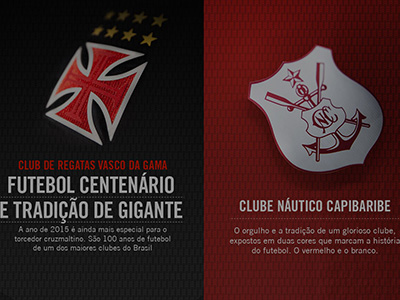 CLUB DE REGATAS VASCO DA GAMA
FUTEBOL CENTENÁRIO
E TRADIÇÃO DE GIGANTE
A ano de 2015 é ainda mais especial para o
torcedor cruzmaltino. São 100 anos de futebol
de um dos maiores clubes do Brasil
NC
CLUBE NÁUTICO CAPIBARIBE
O orgulho e a tradição de um glorioso clube,
expostos em duas cores que marcam a história
do futebol. O vermelho e o branco.